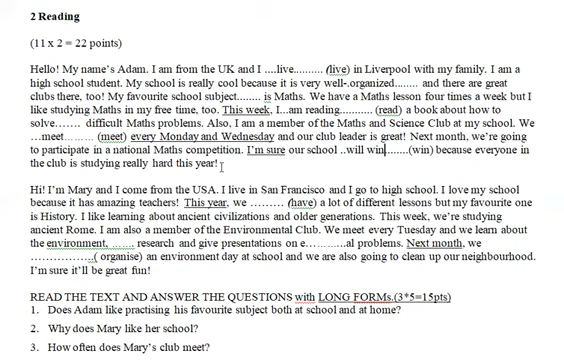 2 Reading
(11 x 2 = 22 points)
Hello! My name's Adam. I am from the UK and I ....live.......... (live) in Liverpool with my family. I am a
high school student. My school is really cool because it is very well-.organized........ and there are great
clubs there, too! My favourite school subject........ is Maths. We have a Maths lesson four times a week but I
like studying Maths in my free time, too. This week, I...am reading........... (read) a book about how to
solve....... difficult Maths problems. Also, I am a member of the Maths and Science Club at my school. We
...meet......... (meet) every Monday and Wednesday and our club leader is great! Next month, we're going
to participate in a national Maths competition. I'm sure our school ..will win.......(win) because everyone in
the club is studying really hard this year!
Hi! I'm Mary and I come from the USA. I live in San Francisco and I go to high school. I love my school
because it has amazing teachers! This year, we ......... (have) a lot of different lessons but my favourite one
is History. I like learning about ancient civilizations and older generations. This week, we're studying
ancient Rome. I am also a member of the Environmental Club. We meet every Tuesday and we learn about
the environment, ....... research and give presentations on e............al problems. Next month, we
.................( organise) an environment day at school and we are also going to clean up our neighbourhood.
I'm sure it'll be great fun!
READ THE TEXT AND ANSWER THE QUESTIONS with LONG FORMs.(3*5=15pts)
1. Does Adam like practising his favourite subject both at school and at home?
2. Why does Mary like her school?
3. How often does Mary's club meet?